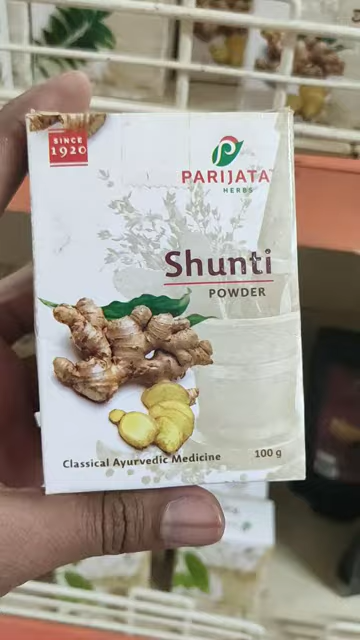 SINCE
1920
PARIJATA
HERBS
Shunti
POWDER
Classical Ayurvedic Medicine
100 g